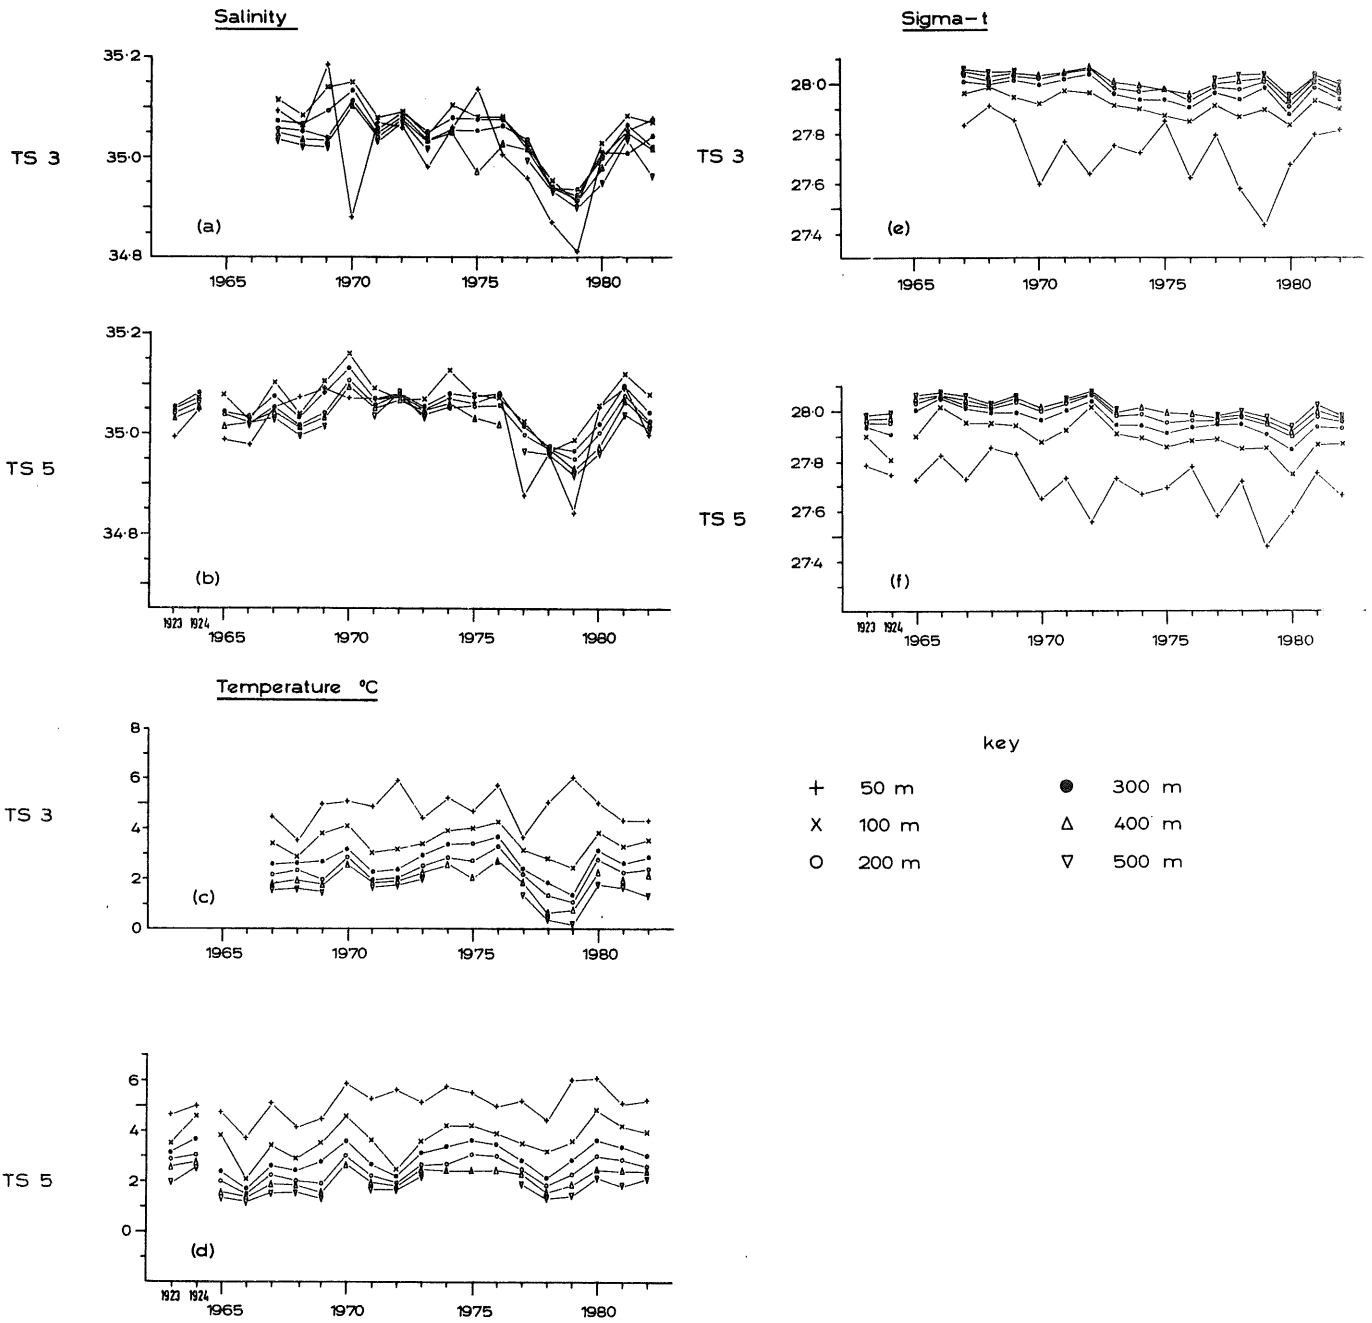 Salinity
35·2
35·0
34·8
TS 3
(a)
1965 1970 1975 1980
35·2
35·0
34·8
TS 5
(b)
1923 1924 1965 1970 1975 1980
Temperature °C
8
6
4
2
0
TS 3
(c)
1965 1970 1975 1980
6
4
2
0
TS 5
(d)
1923 1924 1965 1970 1975 1980
Sigma-t
28·0
27·8
27·6
27·4
TS 3
(e)
1965 1970 1975 1980
28·0
27·8
27·6
27·4
TS 5
(f)
1923 1924 1965 1970 1975 1980
key
+ 50 m
x 100 m
○ 200 m
● 300 m
△ 400 m
▽ 500 m